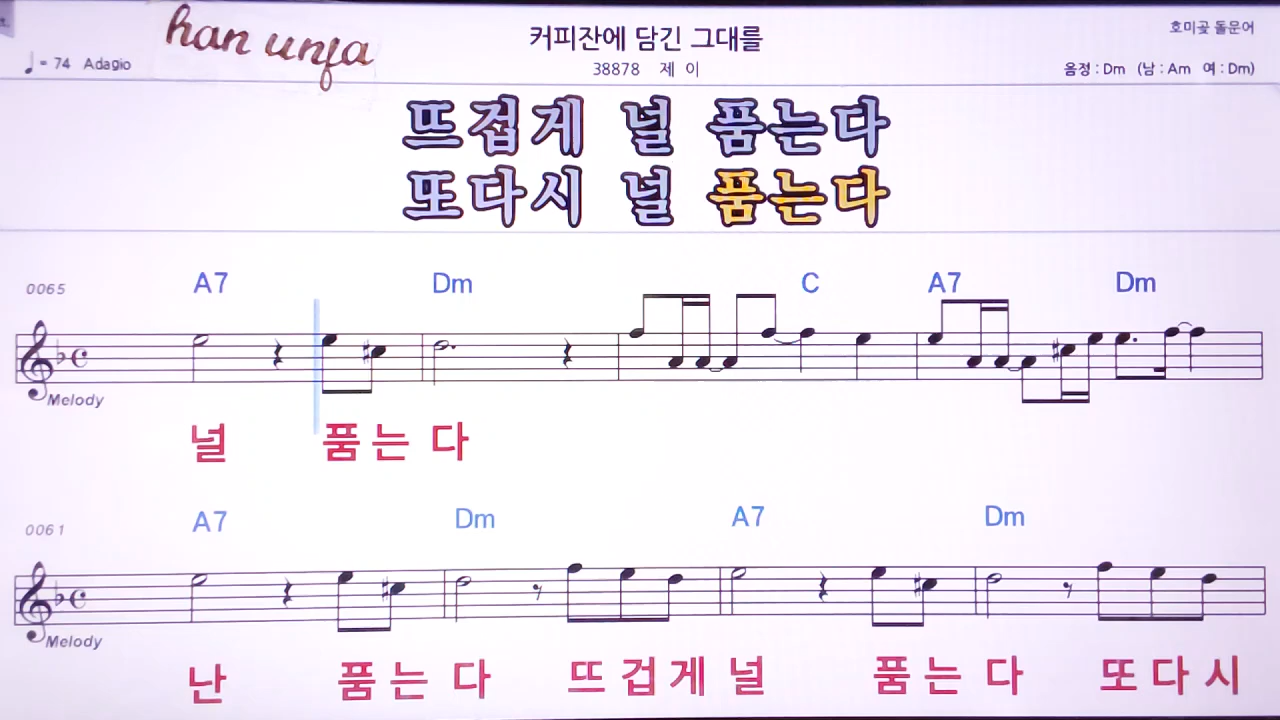 han unfa
커피잔에 담긴 그대를
호미곶 돌문어
♩= 74 Adagio
38878 제 이
음정 : Dm (남 : Am 여 : Dm)
뜨겁게 널 품는다
또다시 널 품는다
0065 A7 Dm C A7 Dm
Melody
널 품는 다
0061 A7 Dm A7 Dm
Melody
난 품는 다 뜨겁게 널 품는 다 또다시